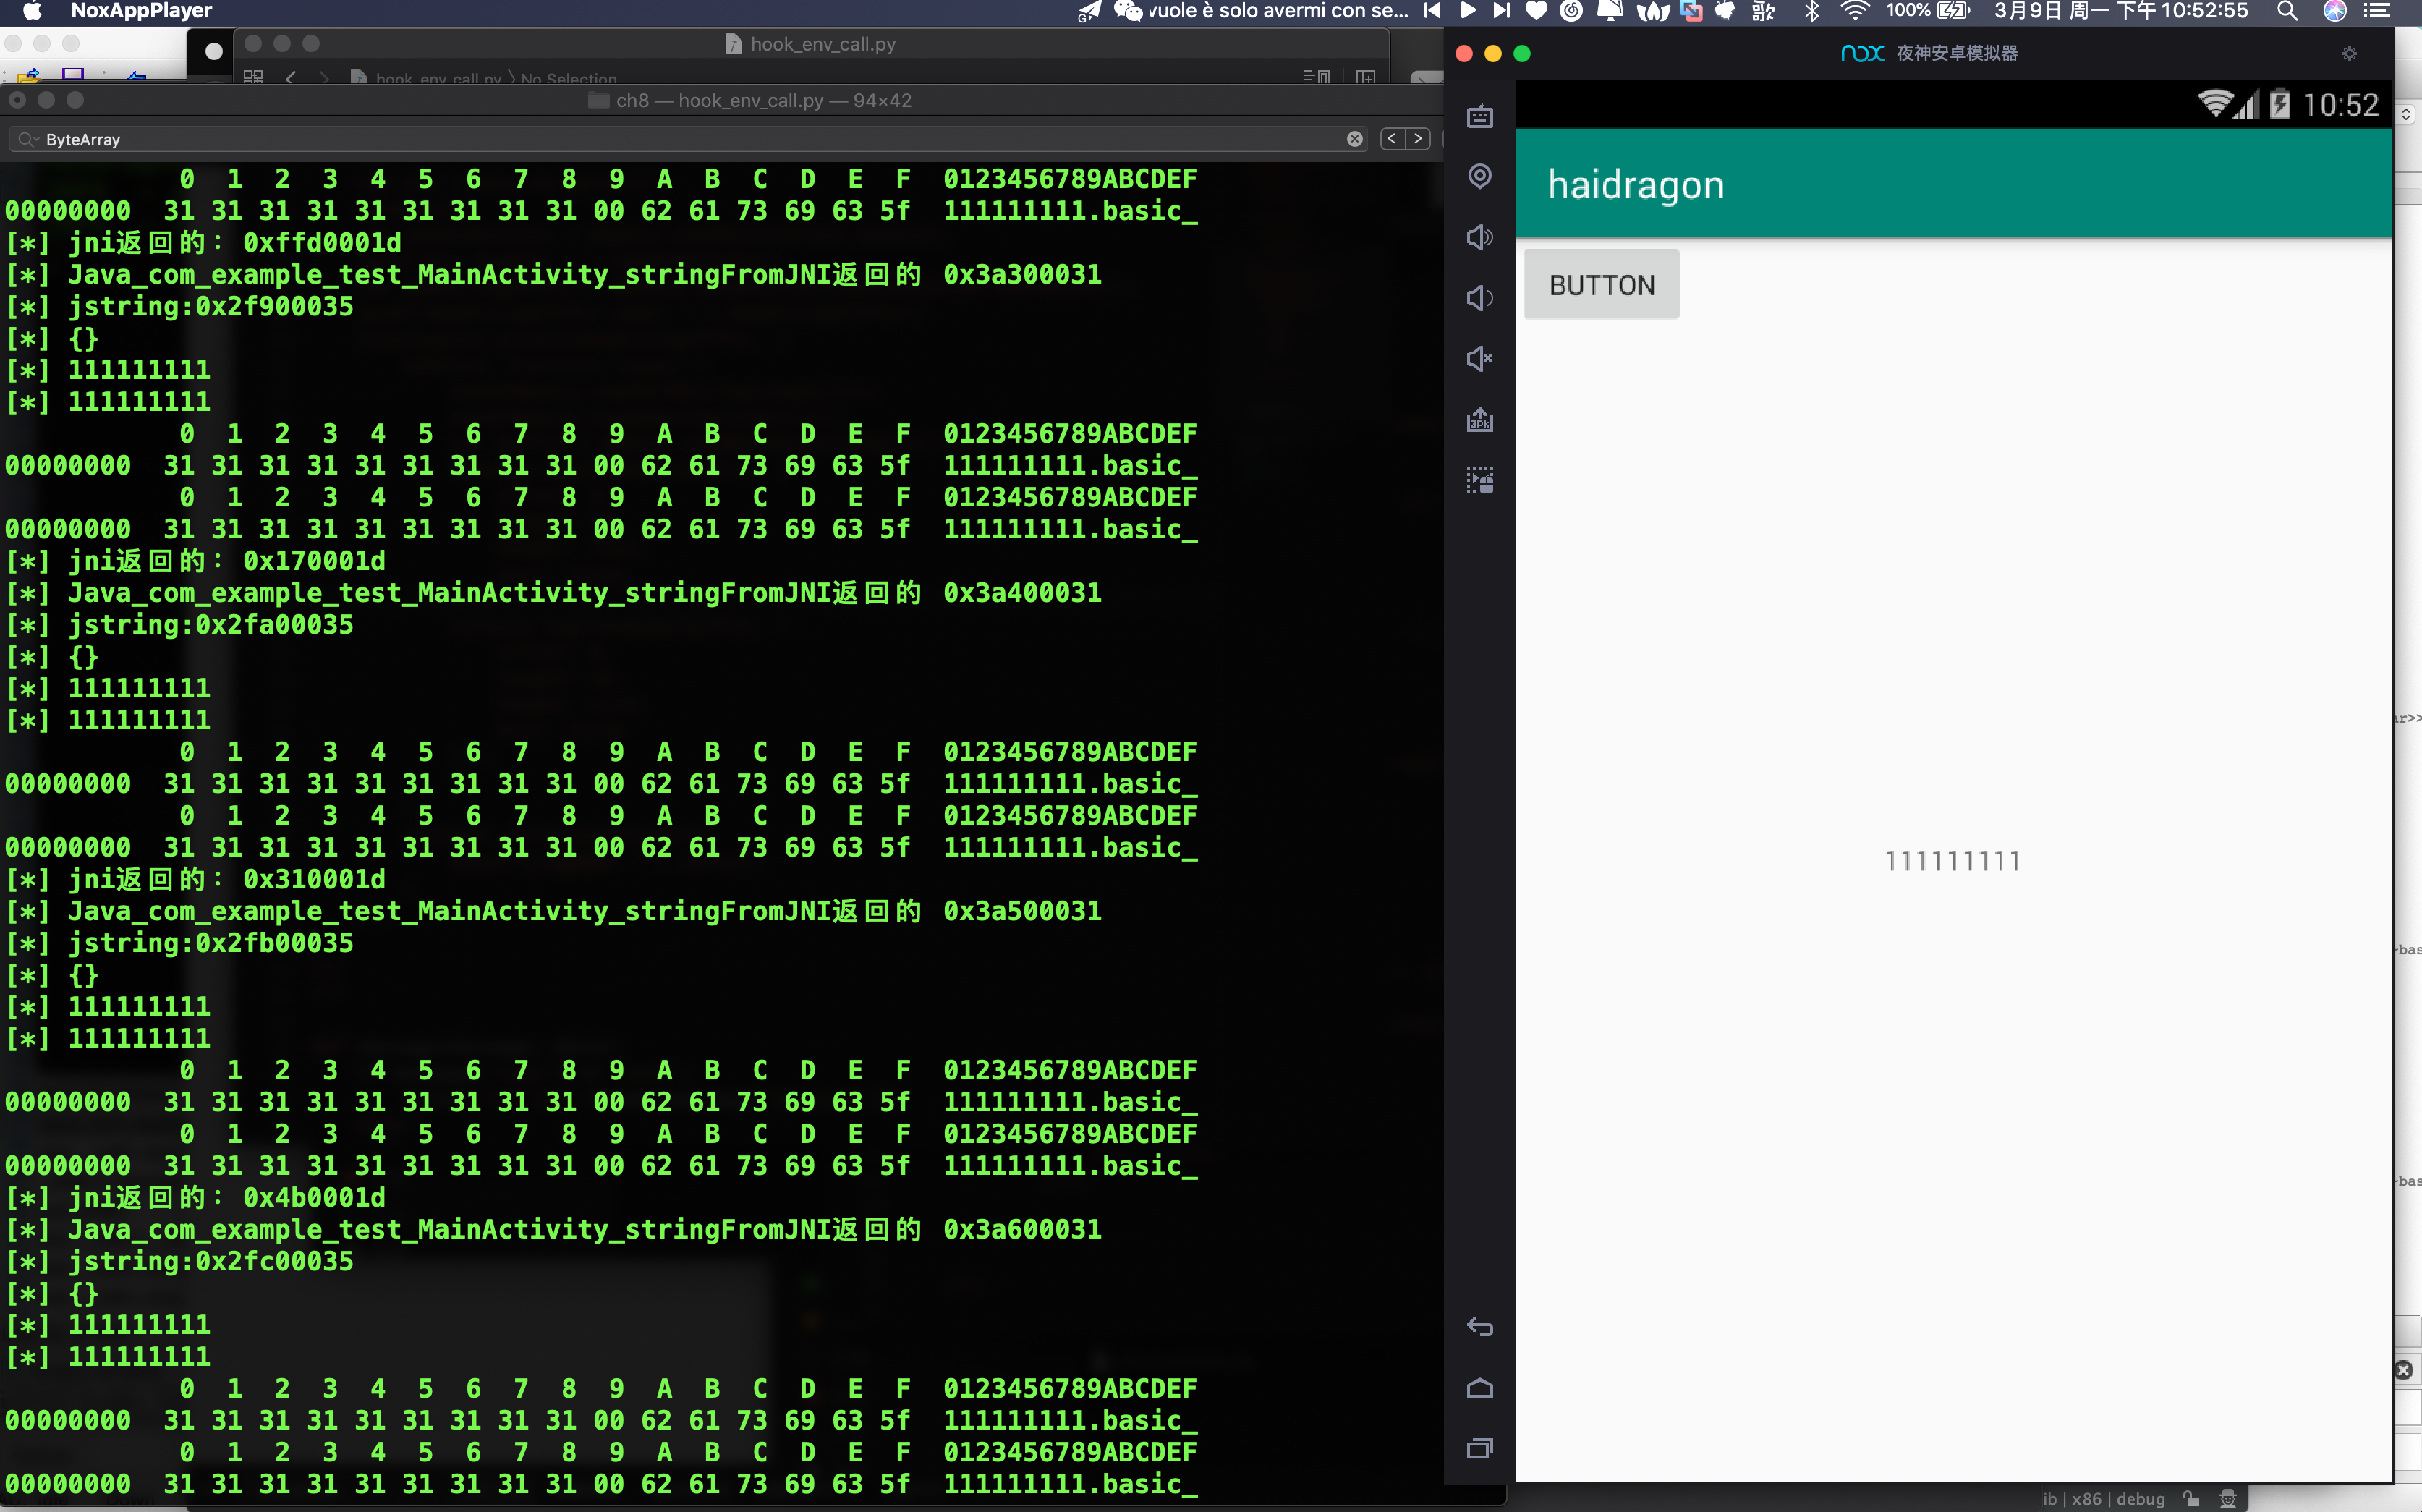 NoxAppPlayer
vuole è solo avermi con se...
100%
3月9日 周一 下午10:52:55
hook_env_call.py
hook_env_call.py 〉No Selection
ch8 — hook_env_call.py — 94×42
ByteArray
0 1 2 3 4 5 6 7 8 9 A B C D E F 0123456789ABCDEF
00000000 31 31 31 31 31 31 31 31 31 00 62 61 73 69 63 5f 111111111.basic_
[*] jni返回的: 0xffd0001d
[*] Java_com_example_test_MainActivity_stringFromJNI返回的 0x3a300031
[*] jstring:0x2f900035
[*] {}
[*] 111111111
[*] 111111111
0 1 2 3 4 5 6 7 8 9 A B C D E F 0123456789ABCDEF
00000000 31 31 31 31 31 31 31 31 31 00 62 61 73 69 63 5f 111111111.basic_
0 1 2 3 4 5 6 7 8 9 A B C D E F 0123456789ABCDEF
00000000 31 31 31 31 31 31 31 31 31 00 62 61 73 69 63 5f 111111111.basic_
[*] jni返回的: 0x170001d
[*] Java_com_example_test_MainActivity_stringFromJNI返回的 0x3a400031
[*] jstring:0x2fa00035
[*] {}
[*] 111111111
[*] 111111111
0 1 2 3 4 5 6 7 8 9 A B C D E F 0123456789ABCDEF
00000000 31 31 31 31 31 31 31 31 31 00 62 61 73 69 63 5f 111111111.basic_
0 1 2 3 4 5 6 7 8 9 A B C D E F 0123456789ABCDEF
00000000 31 31 31 31 31 31 31 31 31 00 62 61 73 69 63 5f 111111111.basic_
[*] jni返回的: 0x310001d
[*] Java_com_example_test_MainActivity_stringFromJNI返回的 0x3a500031
[*] jstring:0x2fb00035
[*] {}
[*] 111111111
[*] 111111111
0 1 2 3 4 5 6 7 8 9 A B C D E F 0123456789ABCDEF
00000000 31 31 31 31 31 31 31 31 31 00 62 61 73 69 63 5f 111111111.basic_
0 1 2 3 4 5 6 7 8 9 A B C D E F 0123456789ABCDEF
00000000 31 31 31 31 31 31 31 31 31 00 62 61 73 69 63 5f 111111111.basic_
[*] jni返回的: 0x4b0001d
[*] Java_com_example_test_MainActivity_stringFromJNI返回的 0x3a600031
[*] jstring:0x2fc00035
[*] {}
[*] 111111111
[*] 111111111
0 1 2 3 4 5 6 7 8 9 A B C D E F 0123456789ABCDEF
00000000 31 31 31 31 31 31 31 31 31 00 62 61 73 69 63 5f 111111111.basic_
0 1 2 3 4 5 6 7 8 9 A B C D E F 0123456789ABCDEF
00000000 31 31 31 31 31 31 31 31 31 00 62 61 73 69 63 5f 111111111.basic_
nox 夜神安卓模拟器
10:52
haidragon
BUTTON
111111111
ar>>
-bas
-bas
ib | x86 | debug